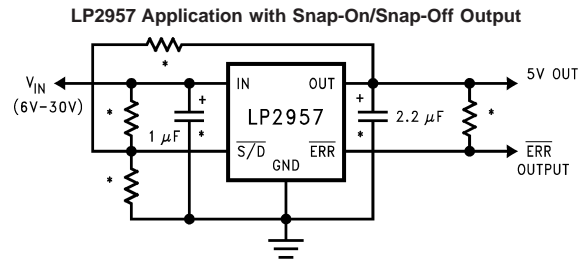 LP2957 Application with Snap-On/Snap-Off Output
*
VIN
(6V–30V)
IN
OUT
5V OUT
*
+
1 μF
*
LP2957
+
2.2 μF
*
*
S/D
ERR
GND
ERR
OUTPUT
*